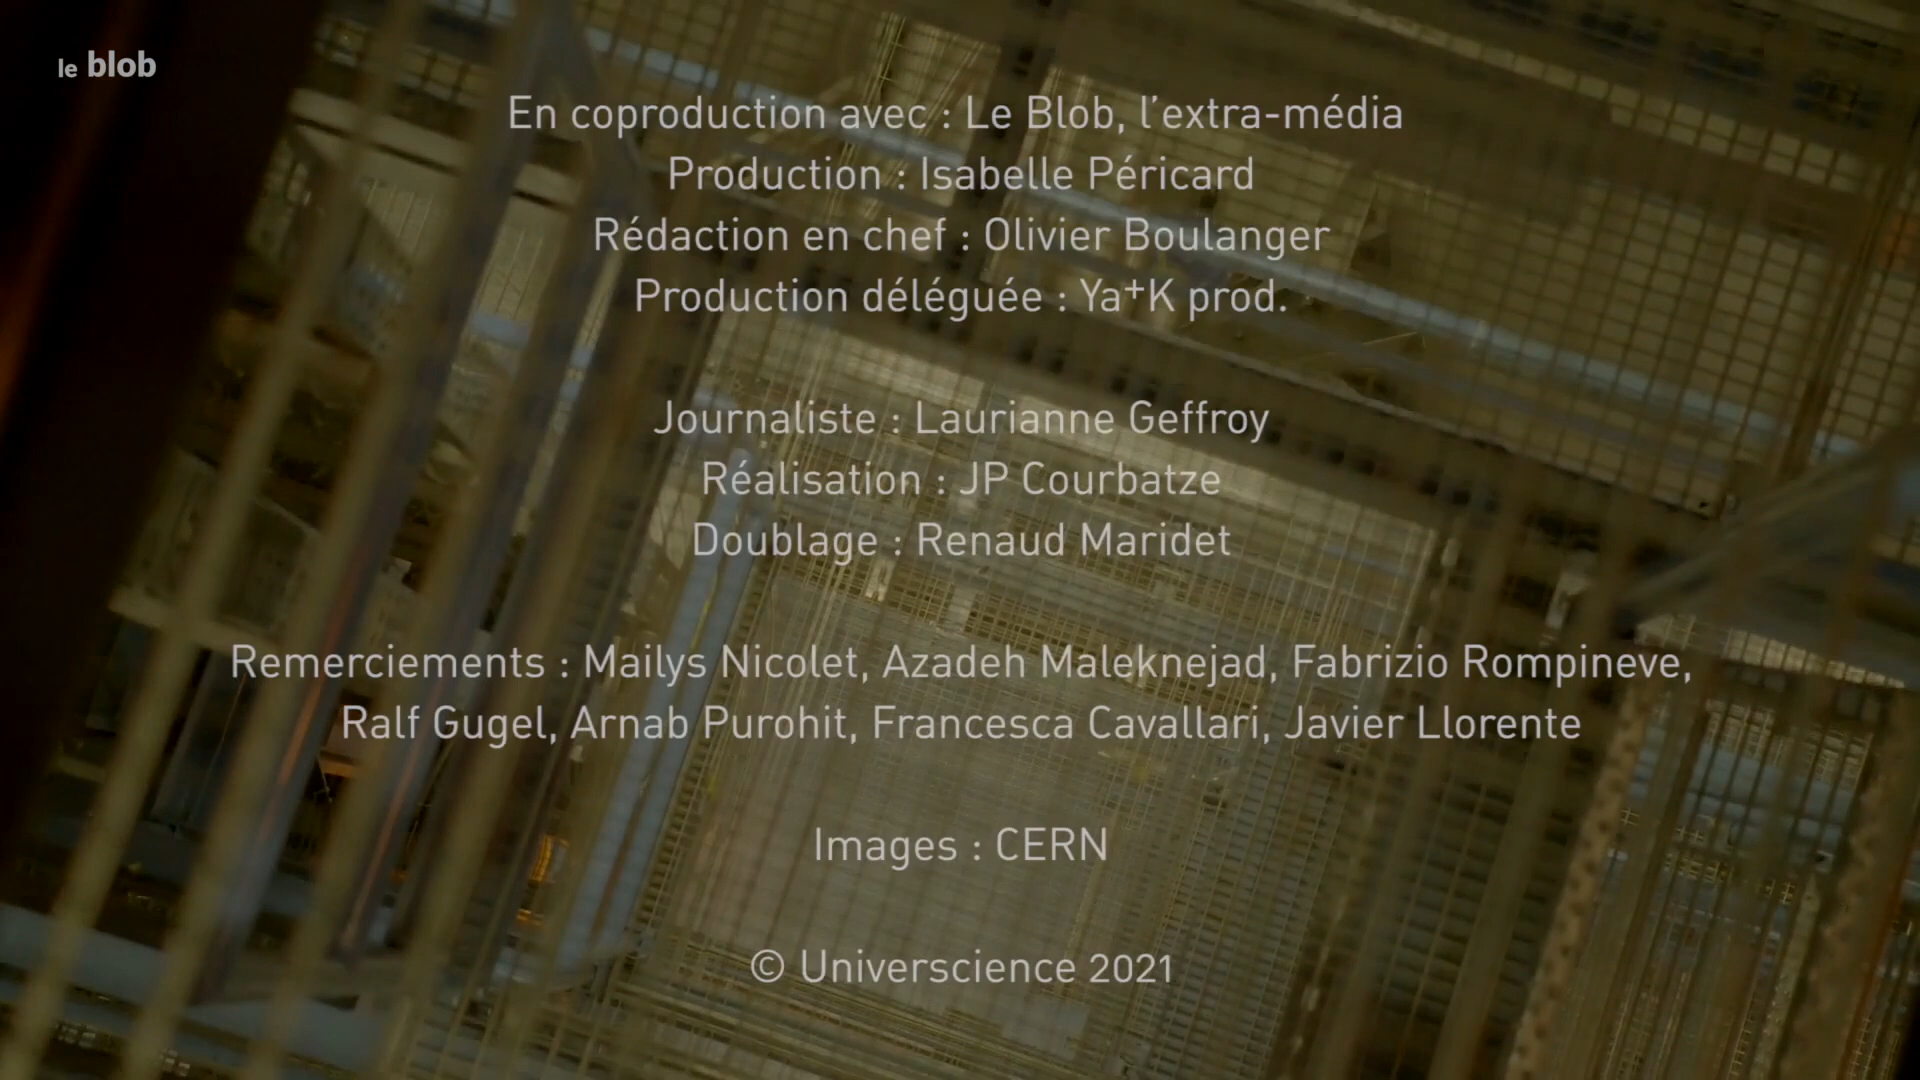 le blob
En coproduction avec : Le Blob, l’extra-média
Production : Isabelle Péricard
Rédaction en chef : Olivier Boulanger
Production déléguée : Ya+K prod.
Journaliste : Laurianne Geffroy
Réalisation : JP Courbatze
Doublage : Renaud Maridet
Remerciements : Mailys Nicolet, Azadeh Maleknejad, Fabrizio Rompineve,
Ralf Gugel, Arnab Purohit, Francesca Cavallari, Javier Llorente
Images : CERN
© Universcience 2021